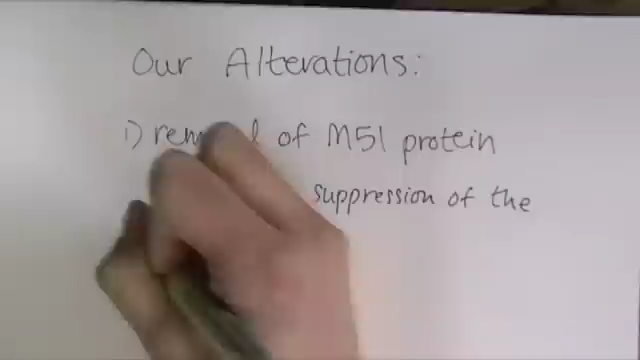 Our Alterations:
1) of M51 protein
suppression of the